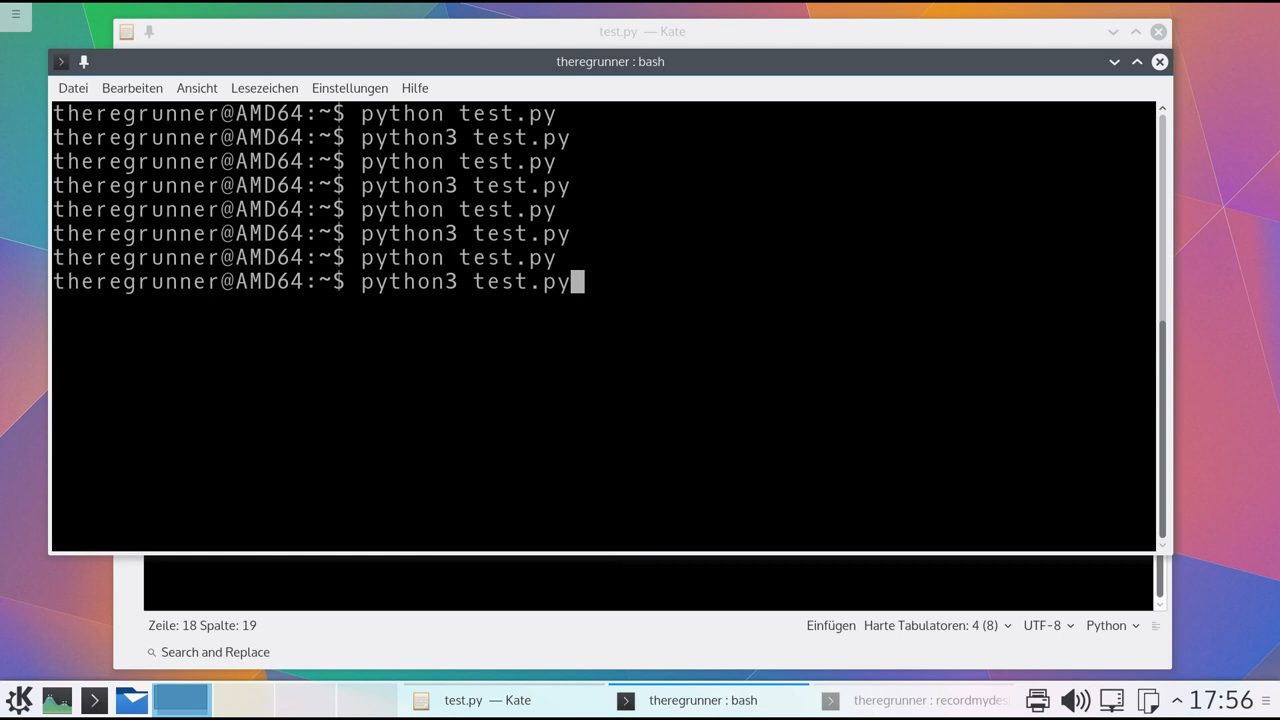 test.py — Kate
theregrunner : bash
Datei Bearbeiten Ansicht Lesezeichen Einstellungen Hilfe
theregrunner@AMD64:~$ python test.py
theregrunner@AMD64:~$ python3 test.py
theregrunner@AMD64:~$ python test.py
theregrunner@AMD64:~$ python3 test.py
theregrunner@AMD64:~$ python test.py
theregrunner@AMD64:~$ python3 test.py
theregrunner@AMD64:~$ python test.py
theregrunner@AMD64:~$ python3 test.py
Zeile: 18 Spalte: 19 Einfügen Harte Tabulatoren: 4 (8) UTF-8 Python
Search and Replace
test.py — Kate theregrunner : bash theregrunner : recordmydes 17:56